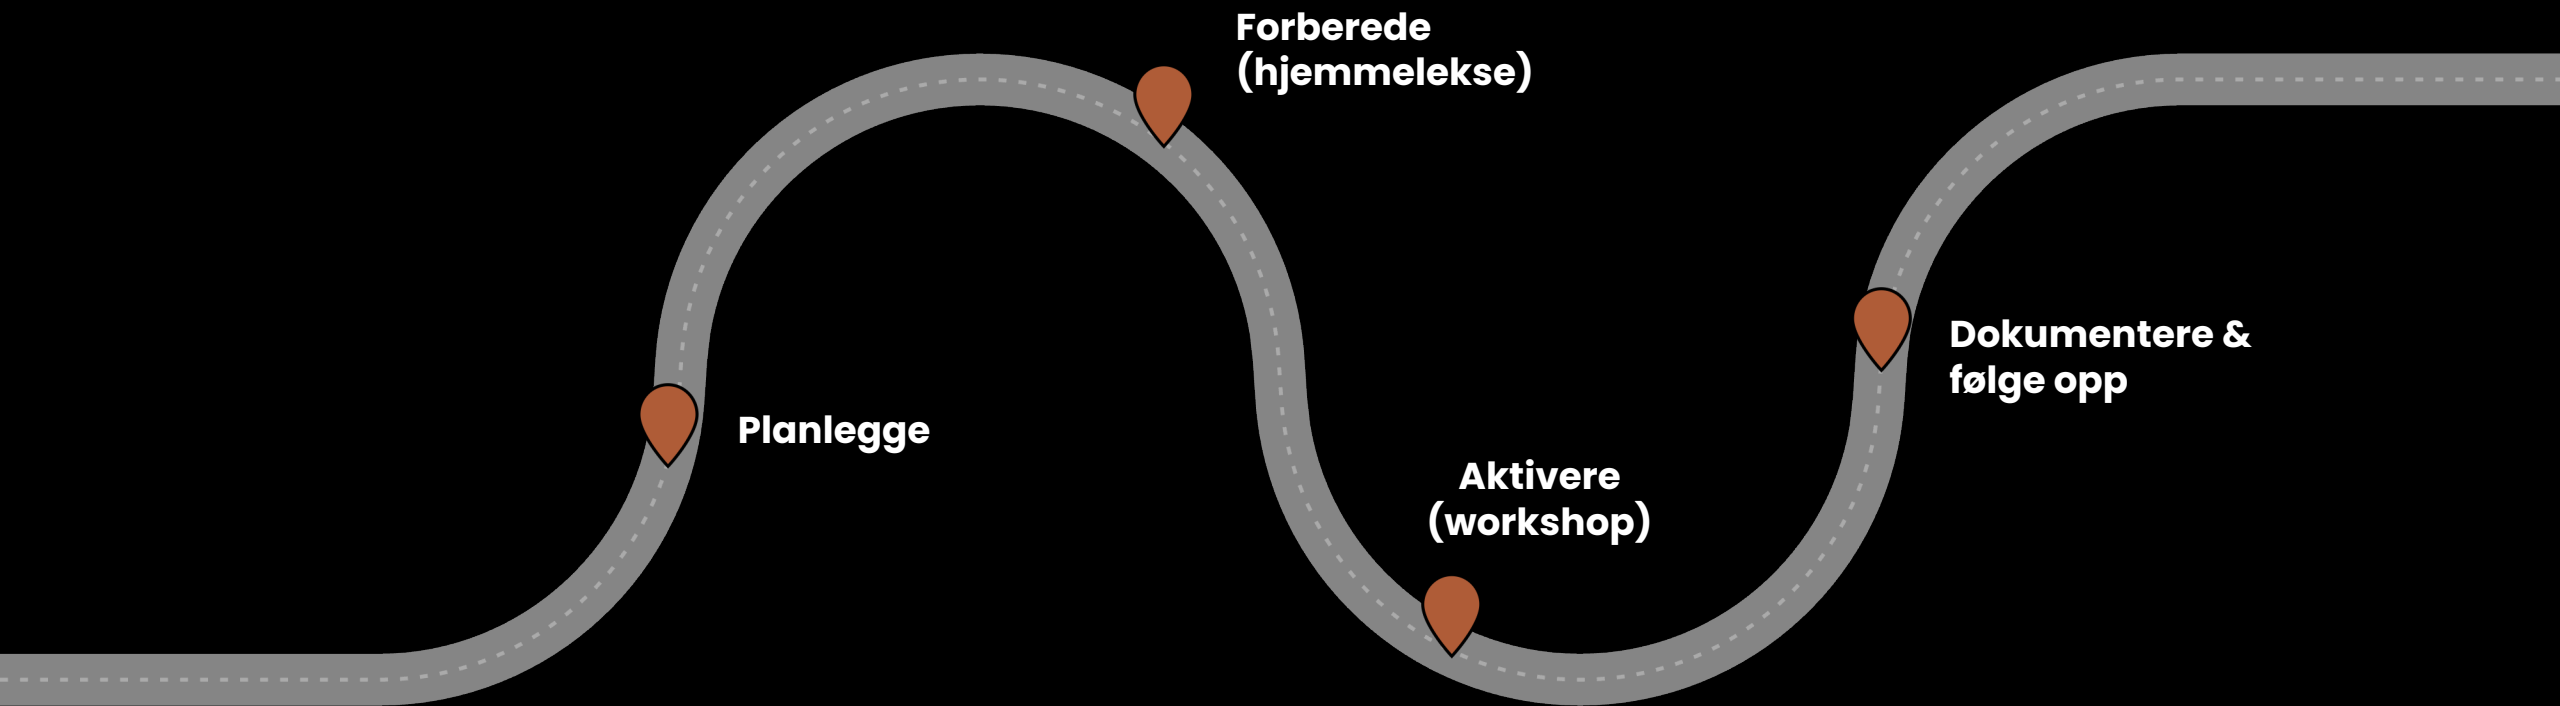 Forberede
(hjemmelekse)
Planlegge
Aktivere
(workshop)
Dokumentere &
følge opp